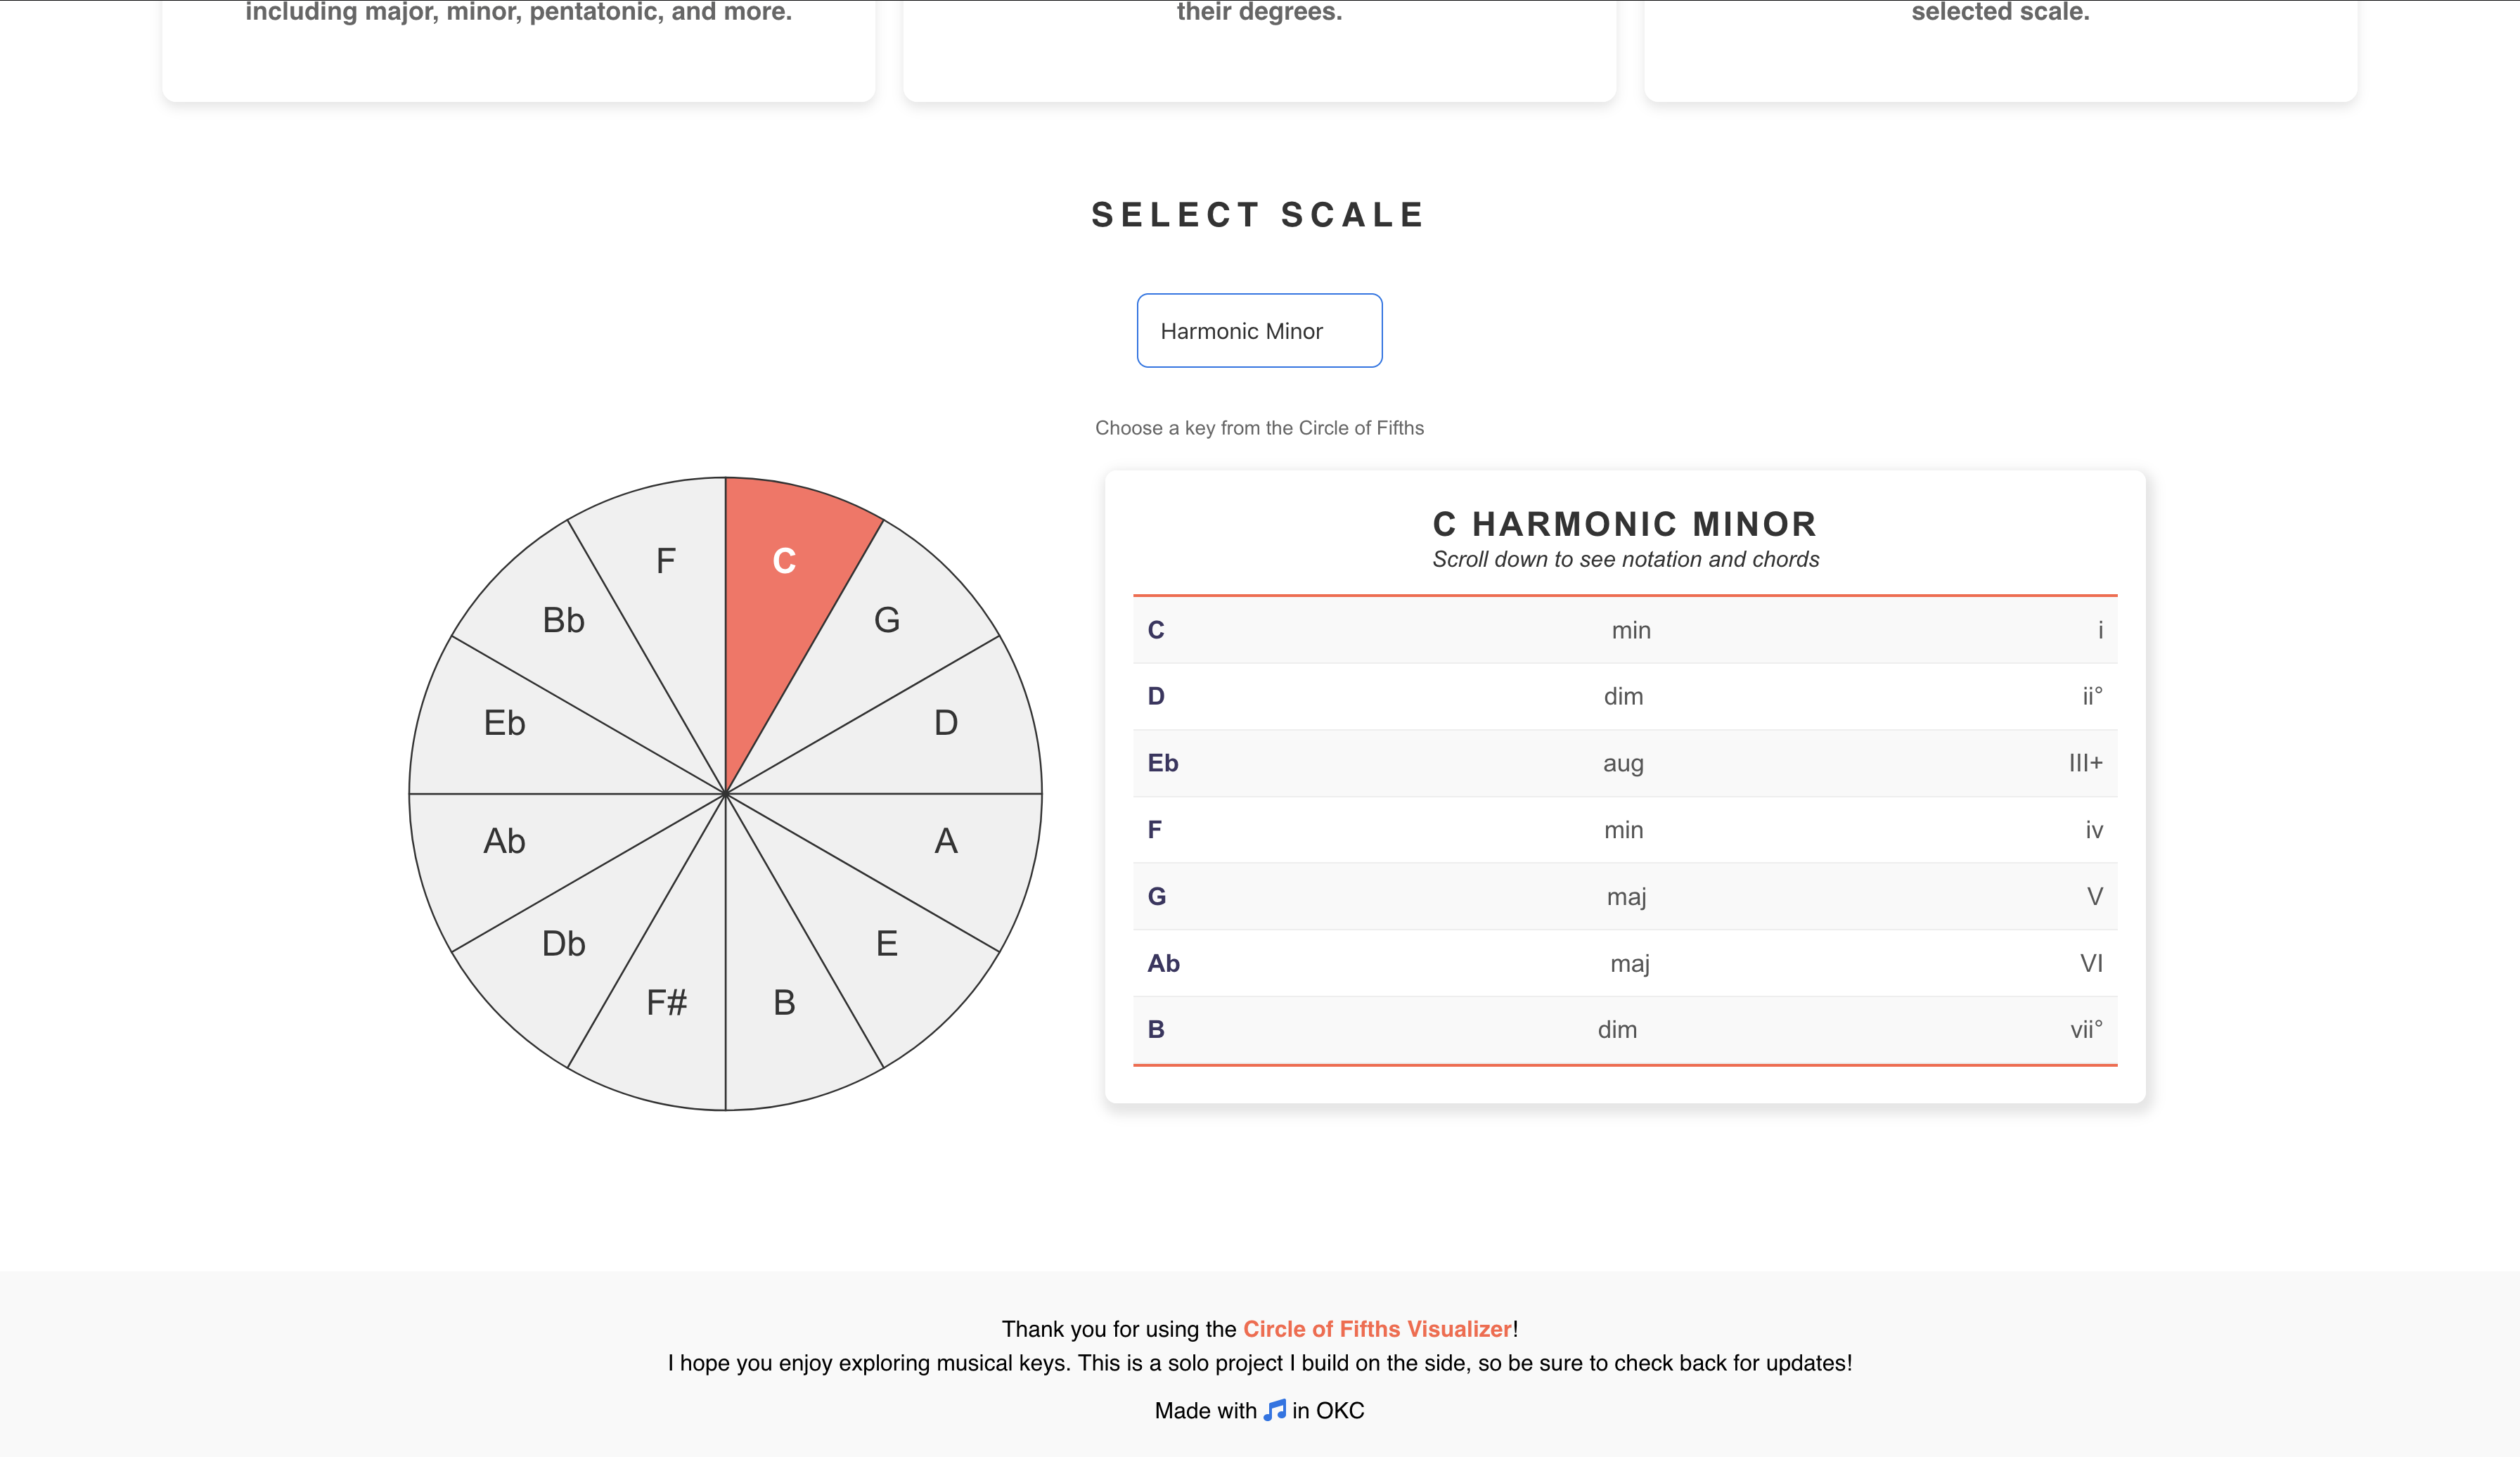 including major, minor, pentatonic, and more.
their degrees.
selected scale.
SELECT SCALE
Harmonic Minor
Choose a key from the Circle of Fifths
F
C
Bb
G
Eb
D
Ab
A
Db
E
F#
B
C HARMONIC MINOR
Scroll down to see notation and chords
C min i
D dim ii°
Eb aug III+
F min iv
G maj V
Ab maj VI
B dim vii°
Thank you for using the Circle of Fifths Visualizer!
I hope you enjoy exploring musical keys. This is a solo project I build on the side, so be sure to check back for updates!
Made with 🎵 in OKC